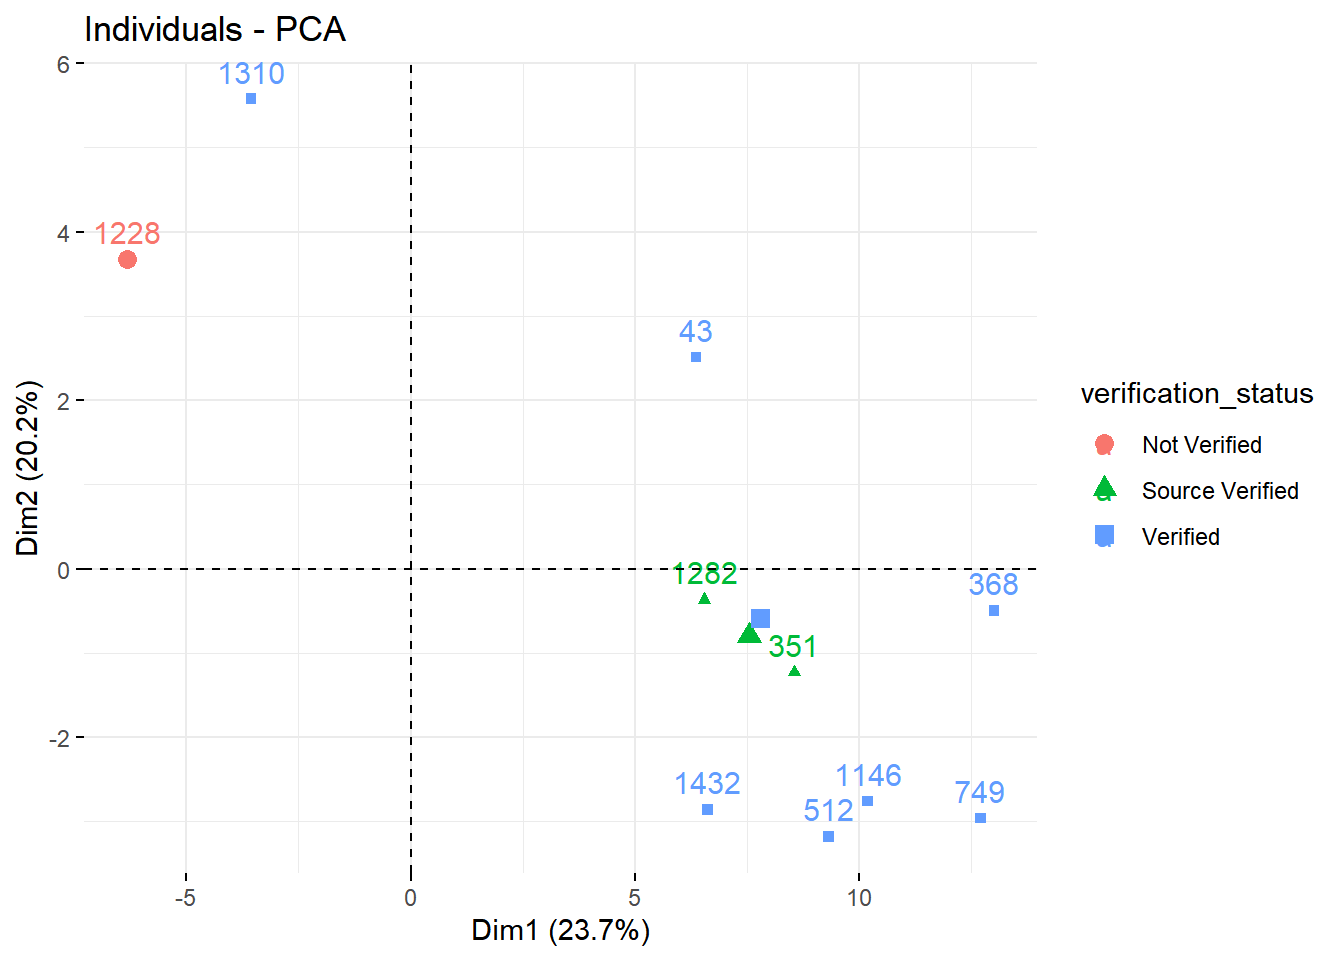 Individuals - PCA
6
1310
1228
4
43
2
verification_status
Not Verified
Source Verified
Verified
Dim2 (20.2%)
0
1282
368
351
-2
1432
1146
749
512
-5
0
5
10
Dim1 (23.7%)